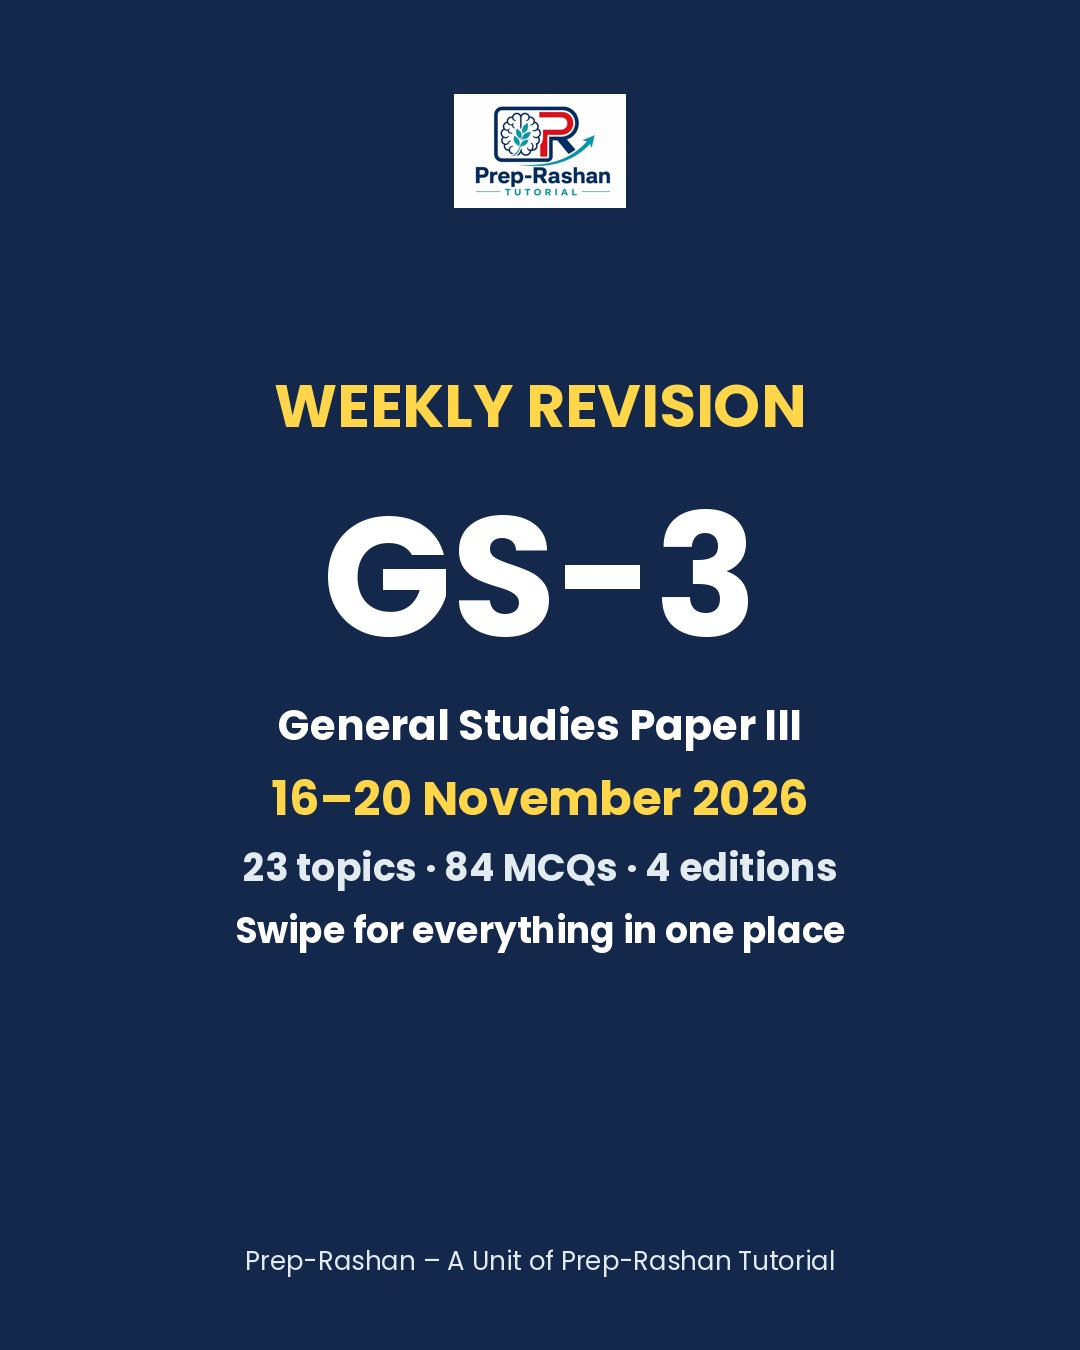 PR
Prep-Rashan
TUTORIAL
WEEKLY REVISION
GS-3
General Studies Paper III
16–20 November 2026
23 topics · 84 MCQs · 4 editions
Swipe for everything in one place
Prep-Rashan – A Unit of Prep-Rashan Tutorial